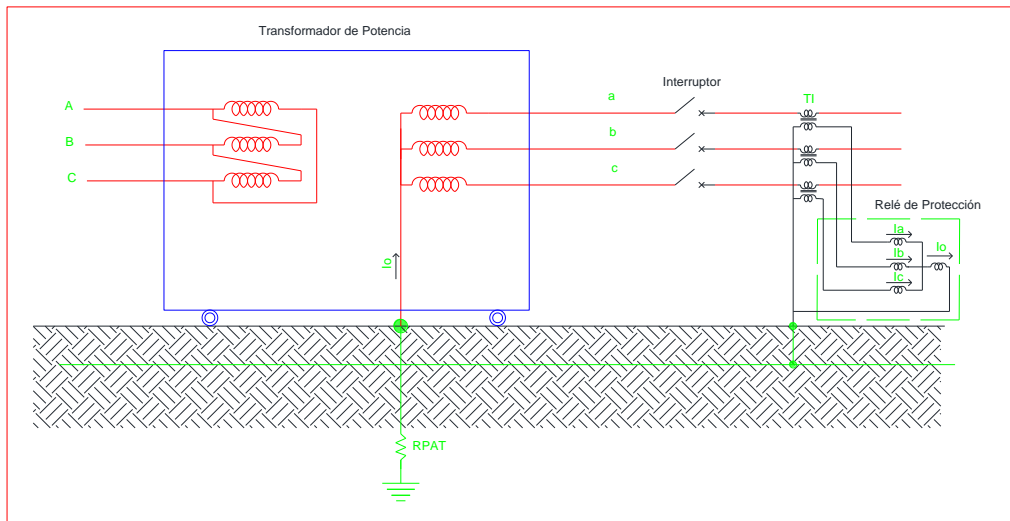 Transformador de Potencia
Interruptor
A
a
TI
B
b
C
c
Relé de Protección
Ia
Io
Ib
Ic
Io
RPAT